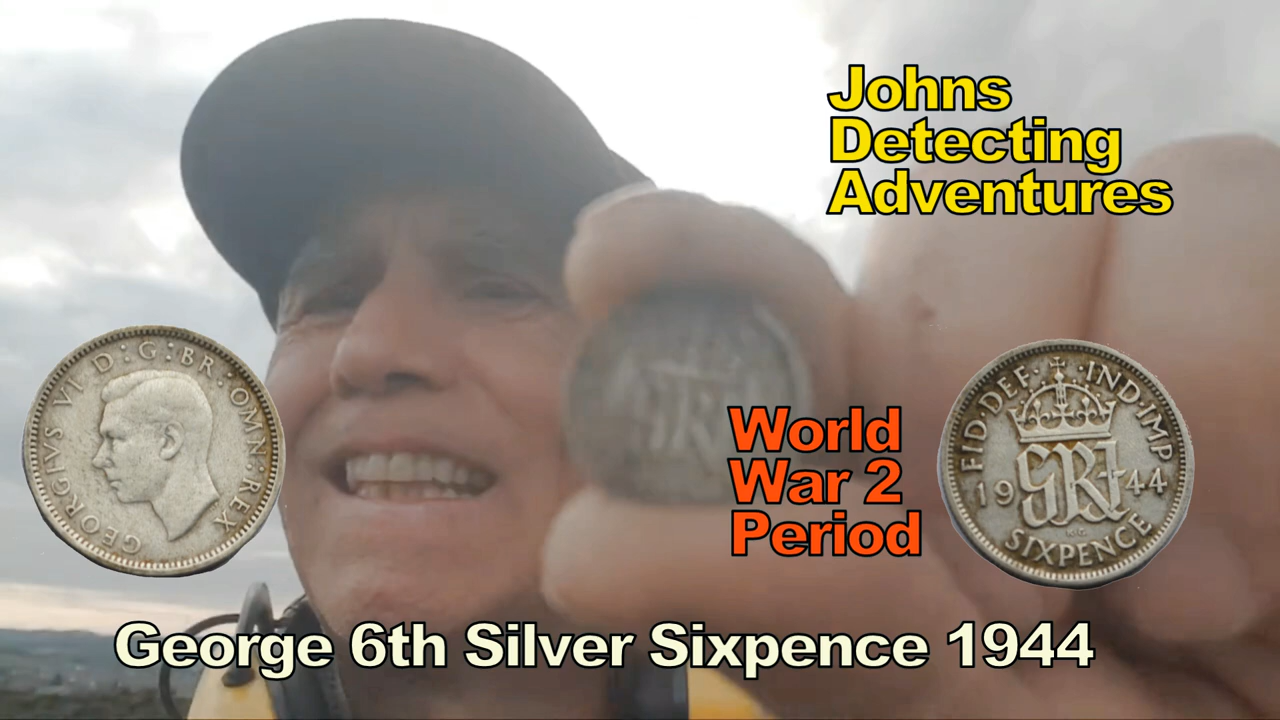 Johns
Detecting
Adventures
GEORGIVS VI D:G:BR:OMN:REX
FID·DEF· ·IND·IMP
19 GRI 44
K·G
SIXPENCE
World
War 2
Period
George 6th Silver Sixpence 1944